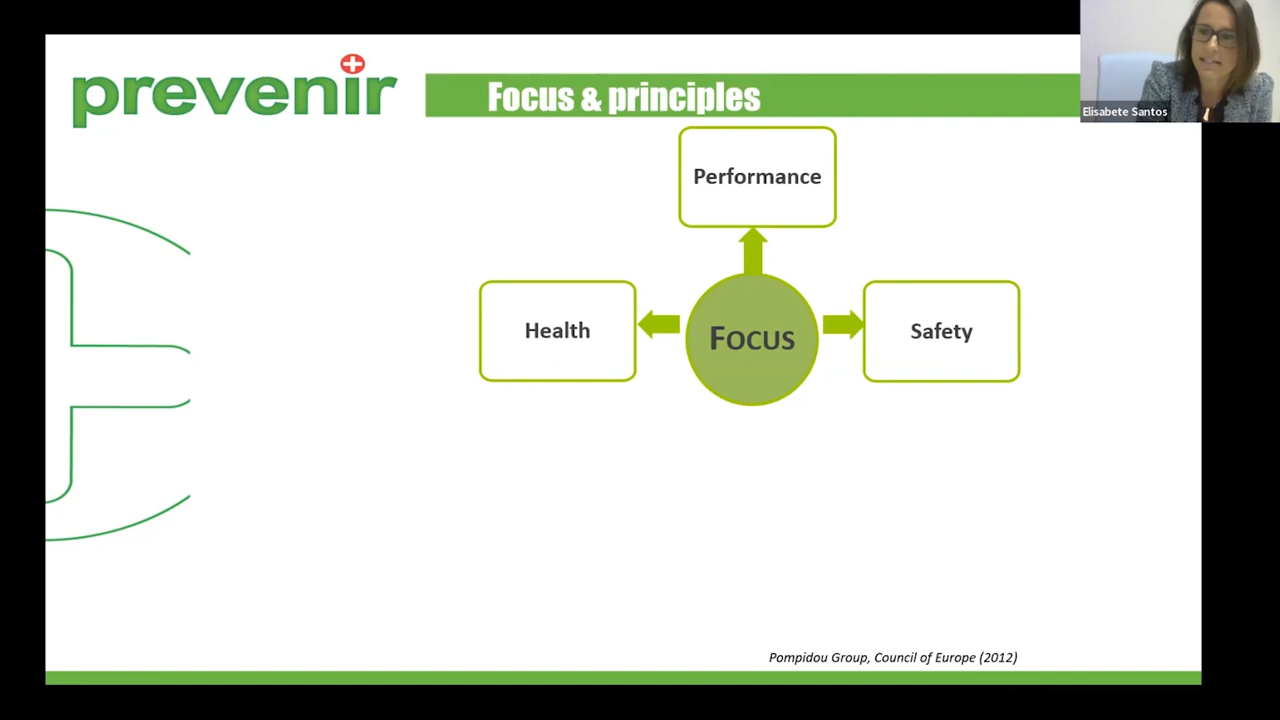 prevenir
Focus & principles
Elisabete Santos
Performance
Health
Focus
Safety
Pompidou Group, Council of Europe (2012)